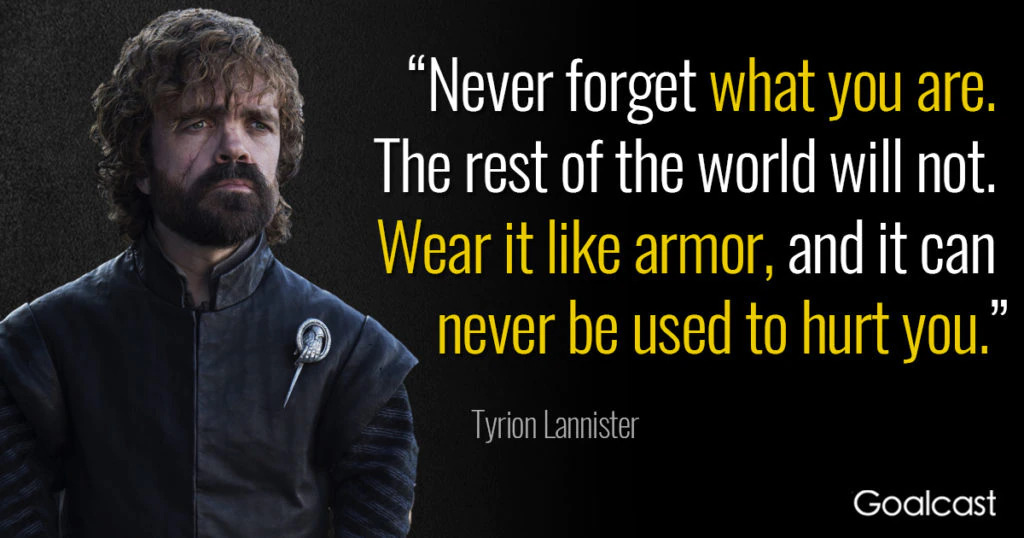 “Never forget what you are.
The rest of the world will not.
Wear it like armor, and it can
never be used to hurt you.”
Tyrion Lannister
Goalcast